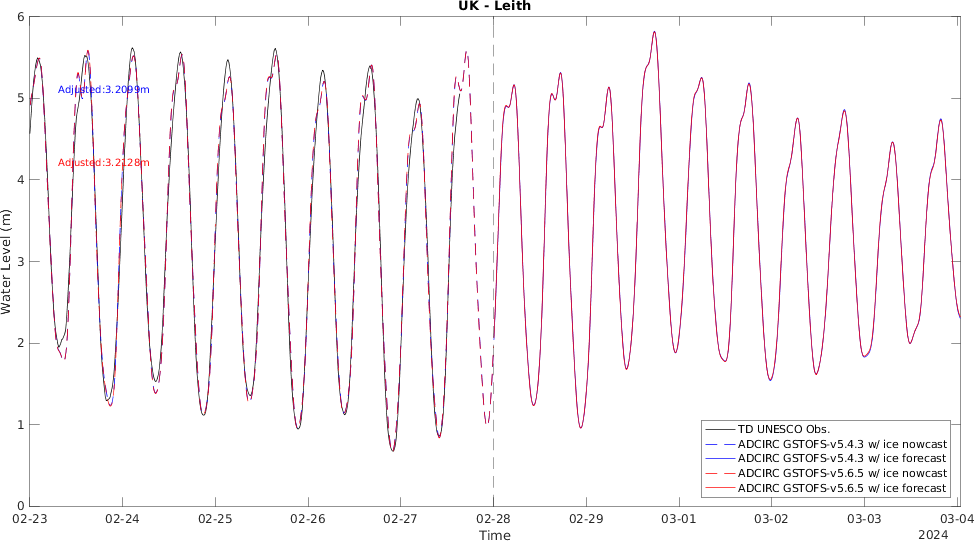 UK - Leith
6
5
4
3
2
1
0
Water Level (m)
Adjusted:3.2099m
Adjusted:3.2128m
TD UNESCO Obs.
ADCIRC GSTOFS-v5.4.3 w/ ice nowcast
ADCIRC GSTOFS-v5.4.3 w/ ice forecast
ADCIRC GSTOFS-v5.6.5 w/ ice nowcast
ADCIRC GSTOFS-v5.6.5 w/ ice forecast
02-23 02-24 02-25 02-26 02-27 02-28 02-29 03-01 03-02 03-03 03-04
Time
2024